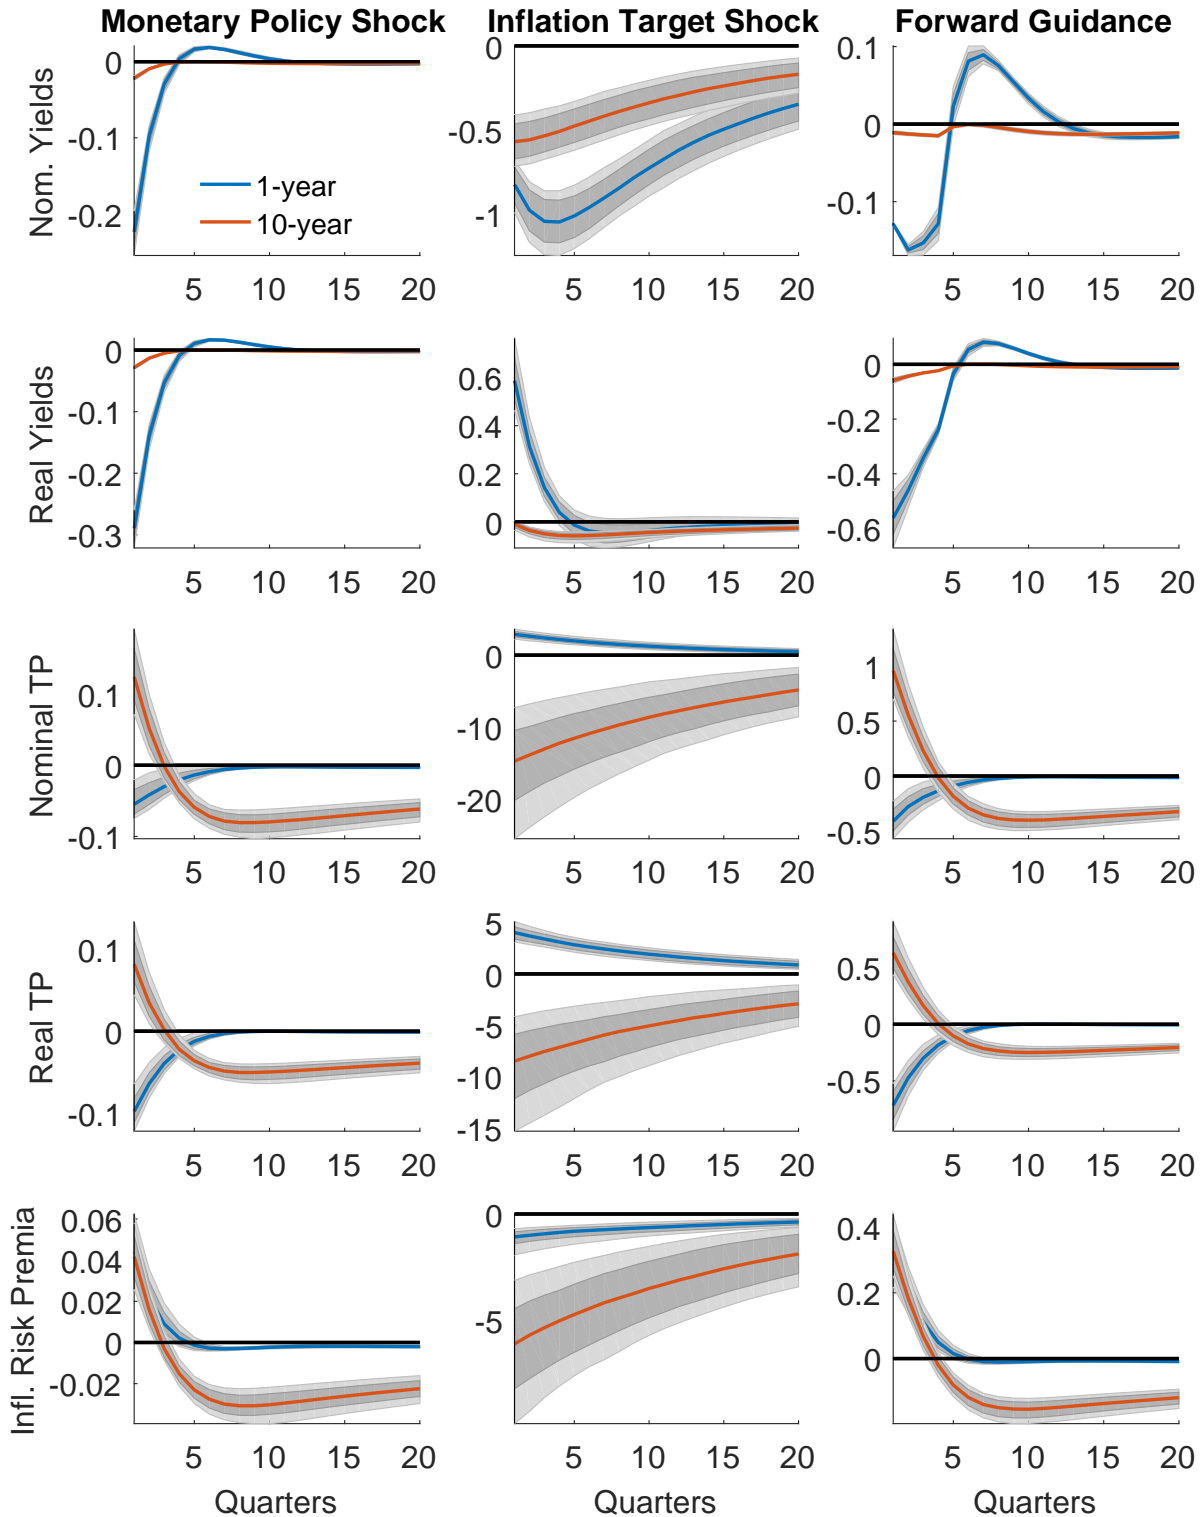 Monetary Policy Shock Inflation Target Shock Forward Guidance
Nom. Yields
0
-0.1
-0.2
1-year
10-year
5 10 15 20
0
-0.5
-1
5 10 15 20
0.1
0
-0.1
5 10 15 20
Real Yields
0
-0.1
-0.2
-0.3
5 10 15 20
0.6
0.4
0.2
0
5 10 15 20
0
-0.2
-0.4
-0.6
5 10 15 20
Nominal TP
0.1
0
-0.1
5 10 15 20
0
-10
-20
5 10 15 20
1
0.5
0
-0.5
5 10 15 20
Real TP
0.1
0
-0.1
5 10 15 20
5
0
-5
-10
-15
5 10 15 20
0.5
0
-0.5
5 10 15 20
Infl. Risk Premia
0.06
0.04
0.02
0
-0.02
5 10 15 20
Quarters
0
-5
5 10 15 20
Quarters
0.4
0.2
0
5 10 15 20
Quarters